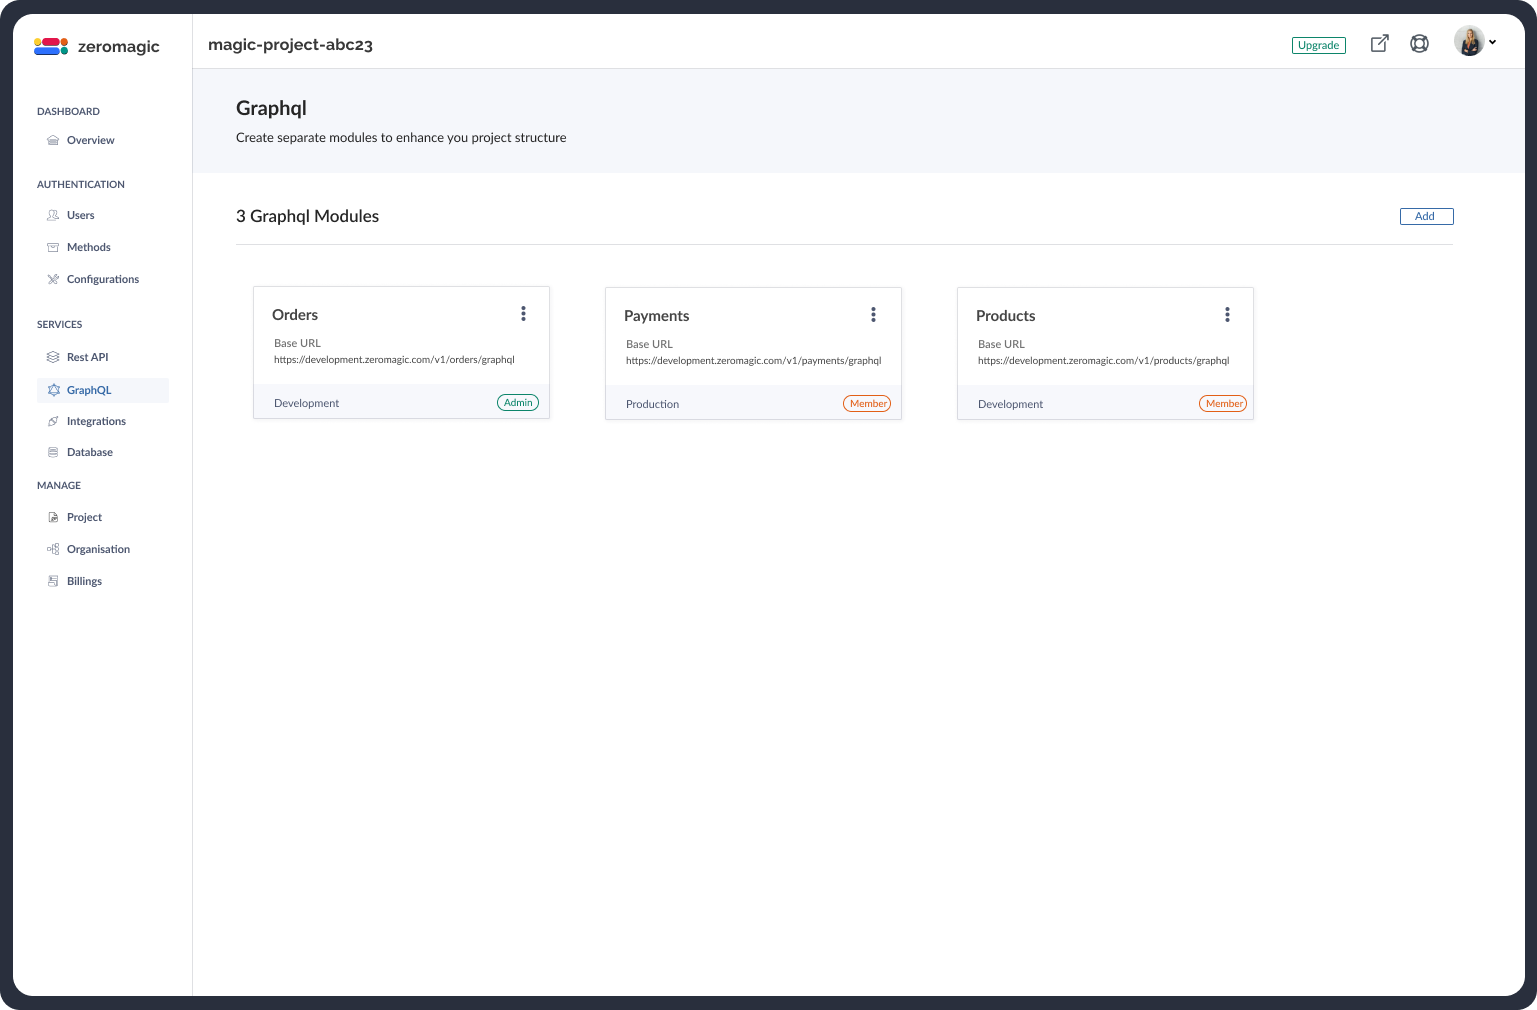 zeromagic
magic-project-abc23
Upgrade
DASHBOARD
Overview
AUTHENTICATION
Users
Methods
Configurations
SERVICES
Rest API
GraphQL
Integrations
Database
MANAGE
Project
Organisation
Billings
Graphql
Create separate modules to enhance you project structure
3 Graphql Modules
Add
Orders
Base URL
https://development.zeromagic.com/v1/orders/graphql
Development
Admin
Payments
Base URL
https://development.zeromagic.com/v1/payments/graphql
Production
Member
Products
Base URL
https://development.zeromagic.com/v1/products/graphql
Development
Member